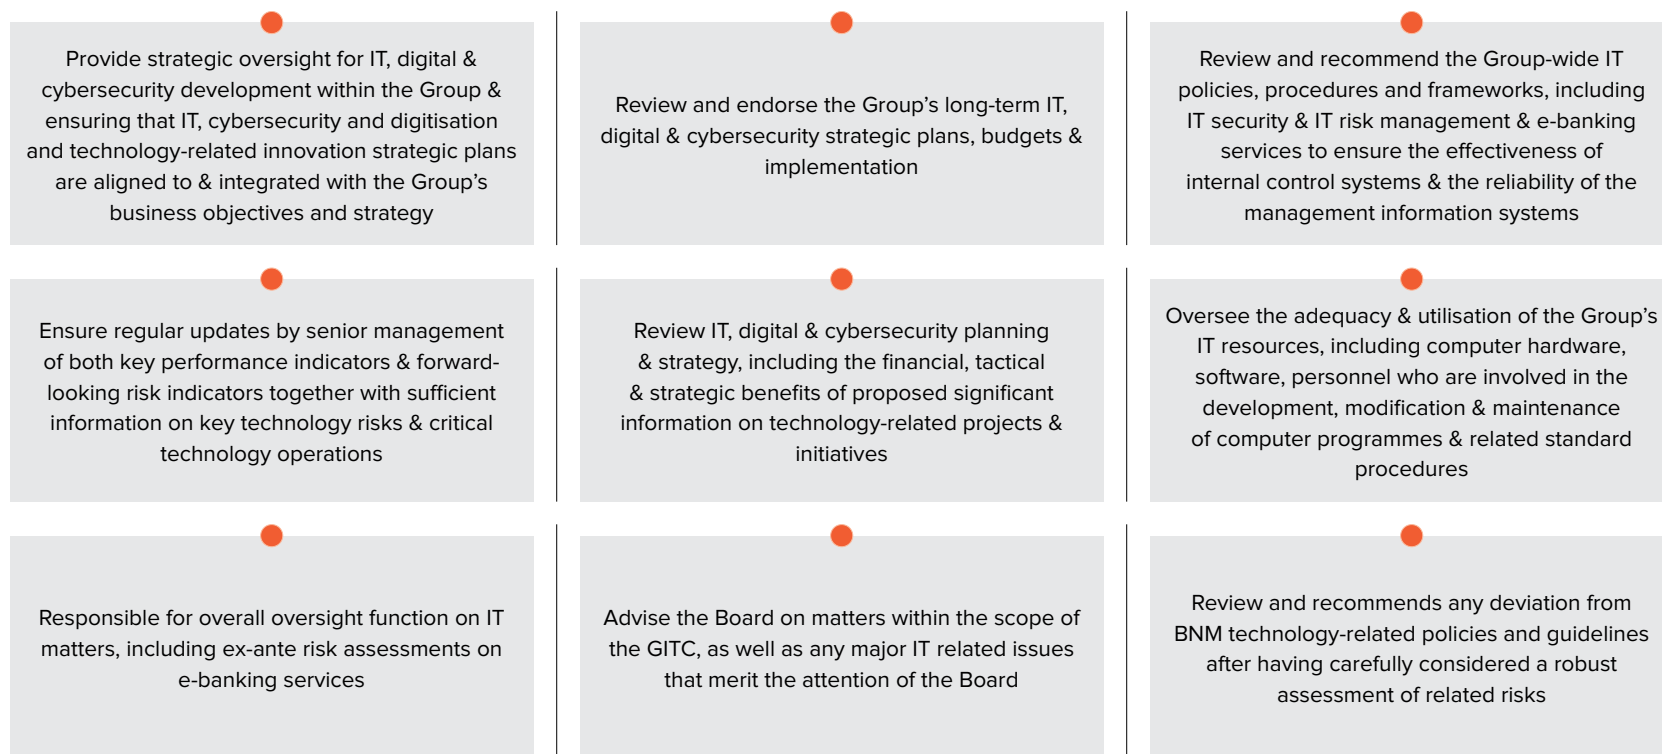 Provide strategic oversight for IT, digital &
cybersecurity development within the Group &
ensuring that IT, cybersecurity and digitisation
and technology-related innovation strategic plans
are aligned to & integrated with the Group’s
business objectives and strategy
Review and endorse the Group’s long-term IT,
digital & cybersecurity strategic plans, budgets &
implementation
Review and recommend the Group-wide IT
policies, procedures and frameworks, including
IT security & IT risk management & e-banking
services to ensure the effectiveness of
internal control systems & the reliability of the
management information systems
Ensure regular updates by senior management
of both key performance indicators & forward-
looking risk indicators together with sufficient
information on key technology risks & critical
technology operations
Review IT, digital & cybersecurity planning
& strategy, including the financial, tactical
& strategic benefits of proposed significant
information on technology-related projects &
initiatives
Oversee the adequacy & utilisation of the Group’s
IT resources, including computer hardware,
software, personnel who are involved in the
development, modification & maintenance
of computer programmes & related standard
procedures
Responsible for overall oversight function on IT
matters, including ex-ante risk assessments on
e-banking services
Advise the Board on matters within the scope of
the GITC, as well as any major IT related issues
that merit the attention of the Board
Review and recommends any deviation from
BNM technology-related policies and guidelines
after having carefully considered a robust
assessment of related risks